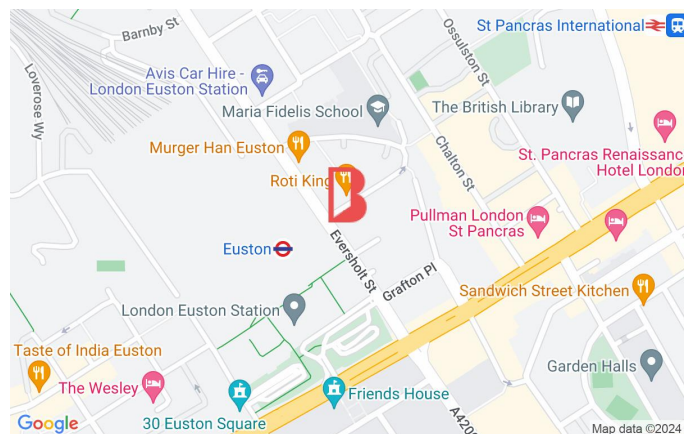 Barnby St
St Pancras International
Ossulston St
Avis Car Hire -
London Euston Station
Loverose Wy
Maria Fidelis School
The British Library
Murger Han Euston
Chalton St
St. Pancras Renaissanc
Hotel London
Roti King
B
Pullman London
St Pancras
Euston
Eversholt St
Grafton Pl
Sandwich Street Kitchen
London Euston Station
Taste of India Euston
Garden Halls
The Wesley
Friends House
30 Euston Square
A420
Google
Map data ©2024